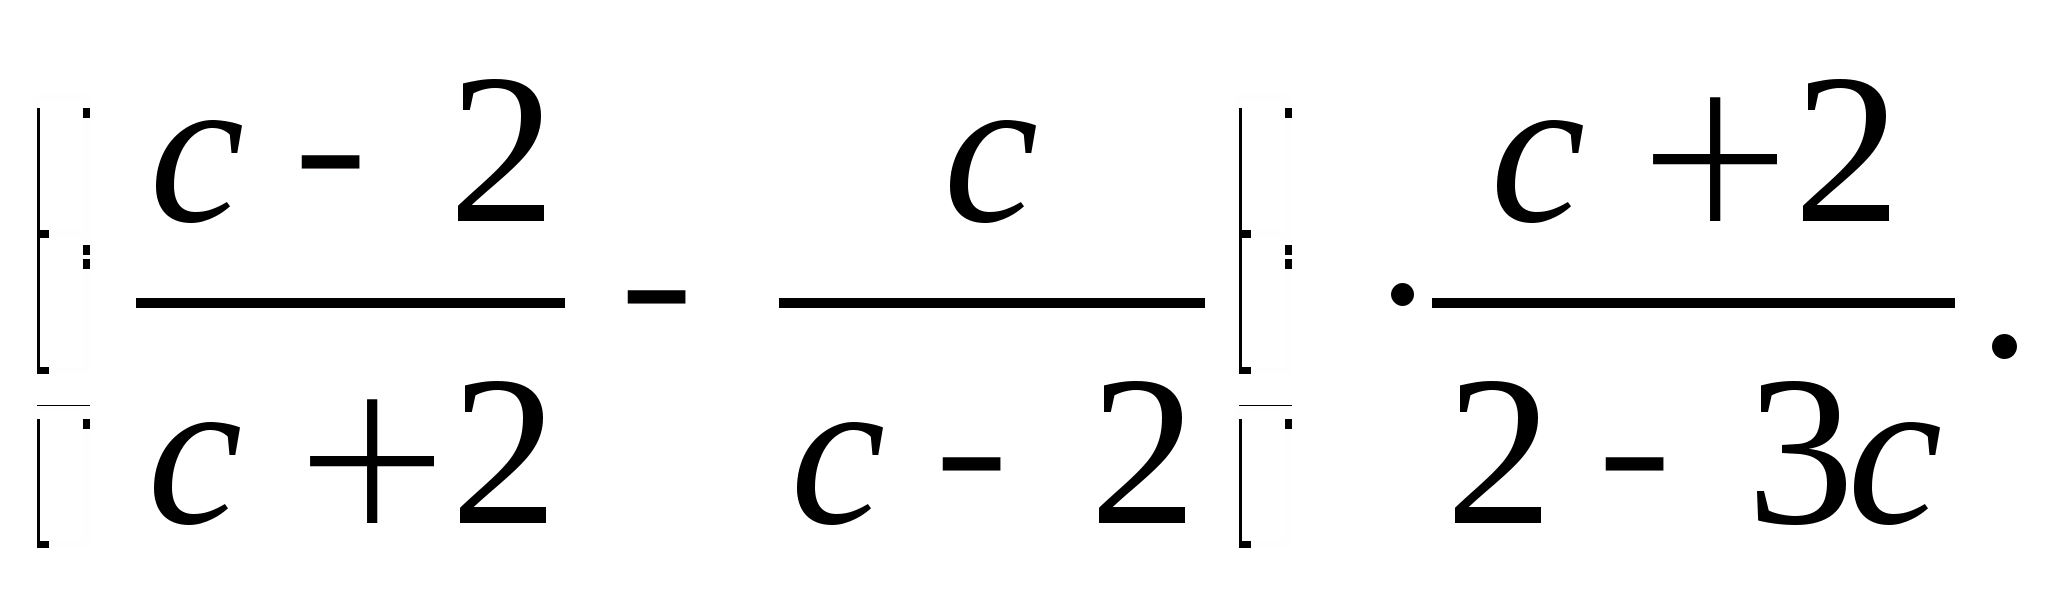 ( (c - 2)/(c + 2) - c/(c - 2) ) · (c + 2)/(2 - 3c) .